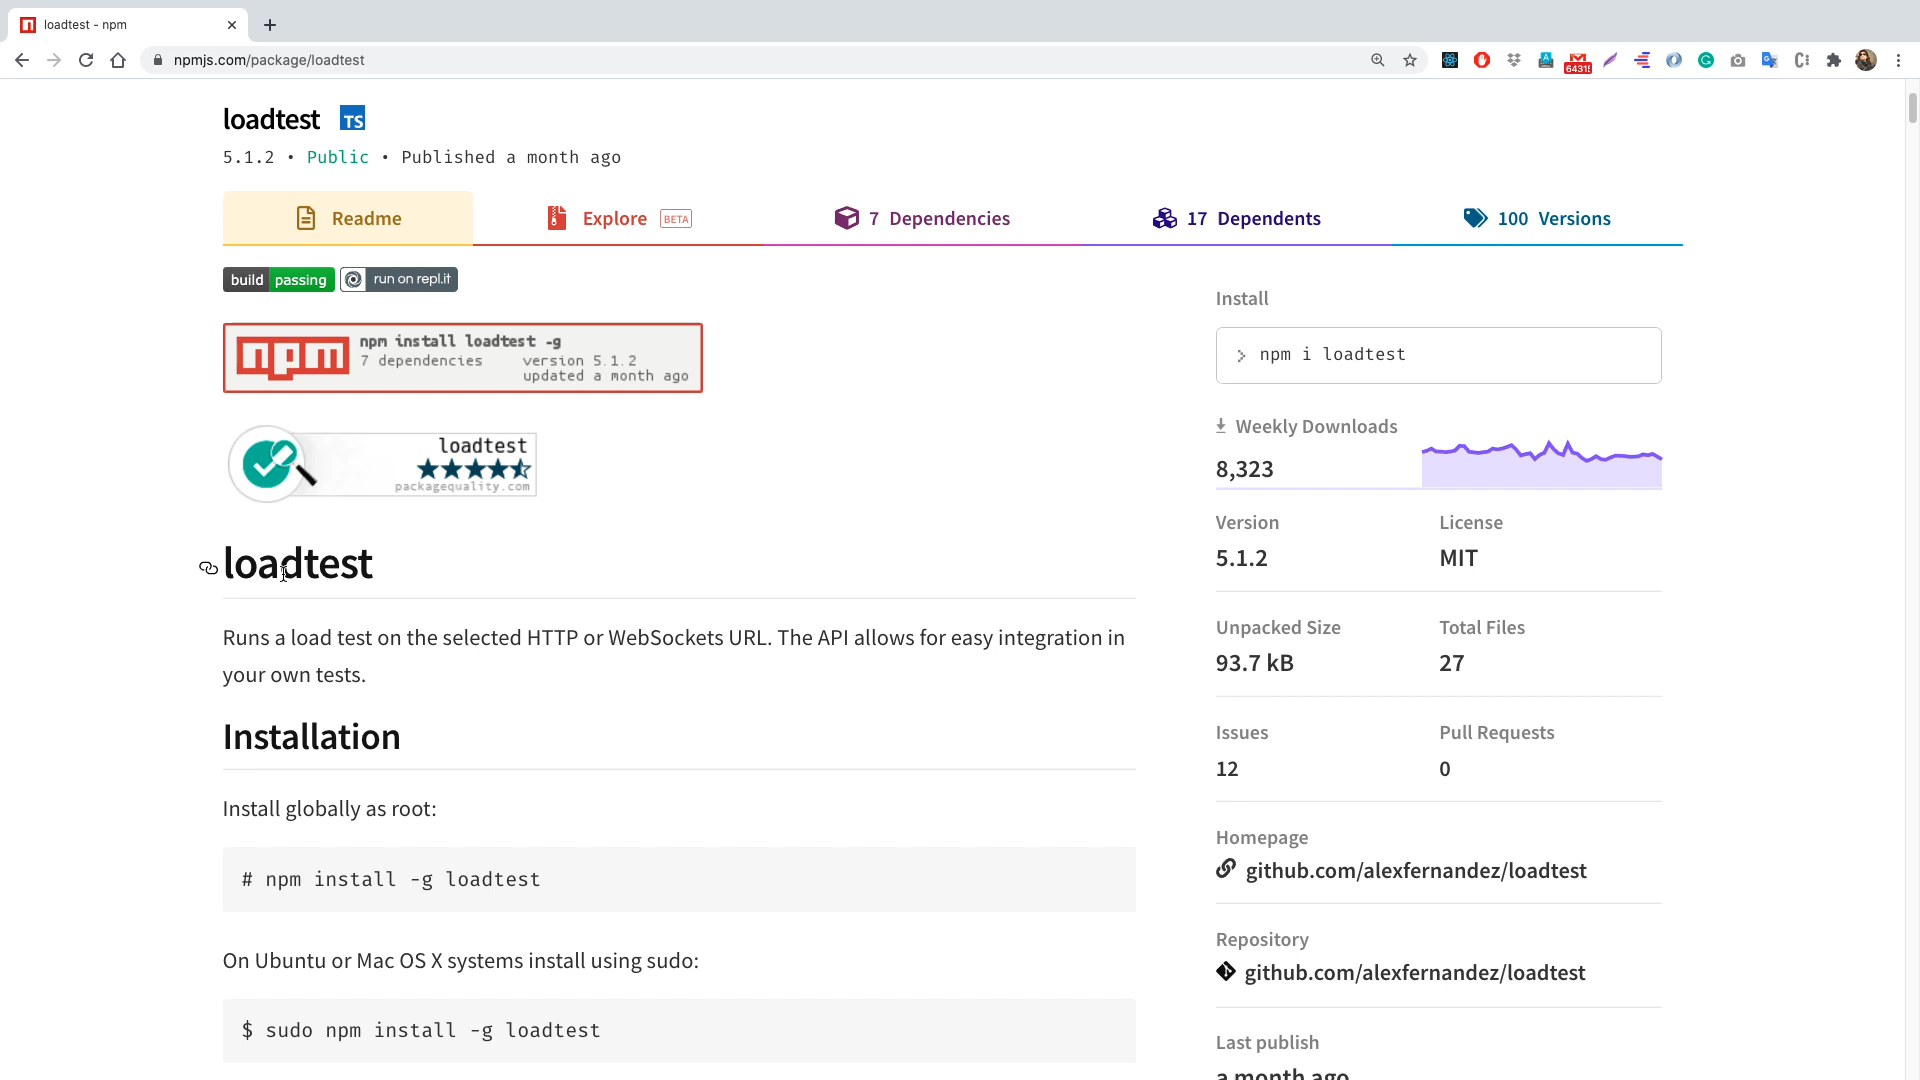 loadtest - npm
npmjs.com/package/loadtest
loadtest TS
5.1.2 • Public • Published a month ago
Readme
Explore BETA
7 Dependencies
17 Dependents
100 Versions
build passing
run on repl.it
npm
npm install loadtest -g
7 dependencies version 5.1.2
updated a month ago
loadtest
packagequality.com
loadtest
Runs a load test on the selected HTTP or WebSockets URL. The API allows for easy integration in
your own tests.
Installation
Install globally as root:
# npm install -g loadtest
On Ubuntu or Mac OS X systems install using sudo:
$ sudo npm install -g loadtest
Install
> npm i loadtest
Weekly Downloads
8,323
Version License
5.1.2 MIT
Unpacked Size Total Files
93.7 kB 27
Issues Pull Requests
12 0
Homepage
github.com/alexfernandez/loadtest
Repository
github.com/alexfernandez/loadtest
Last publish
a month ago